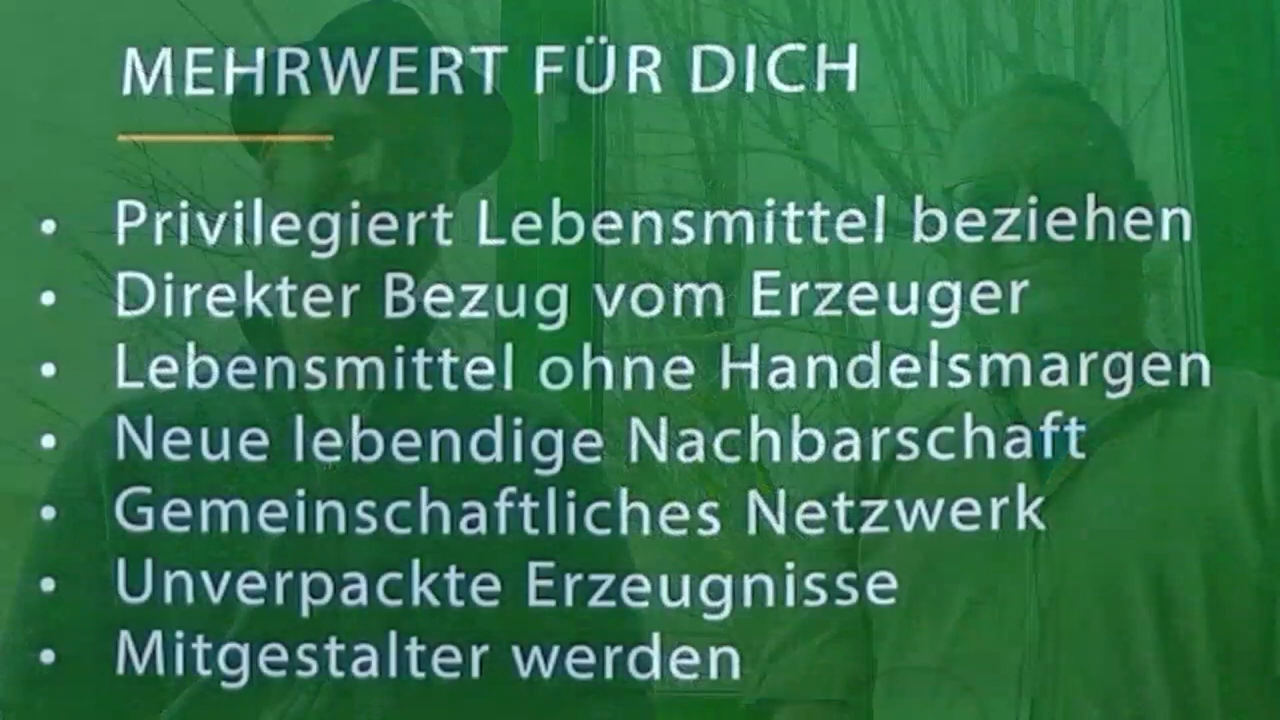 MEHRWERT FÜR DICH
• Privilegiert Lebensmittel beziehen
• Direkter Bezug vom Erzeuger
• Lebensmittel ohne Handelsmargen
• Neue lebendige Nachbarschaft
• Gemeinschaftliches Netzwerk
• Unverpackte Erzeugnisse
• Mitgestalter werden